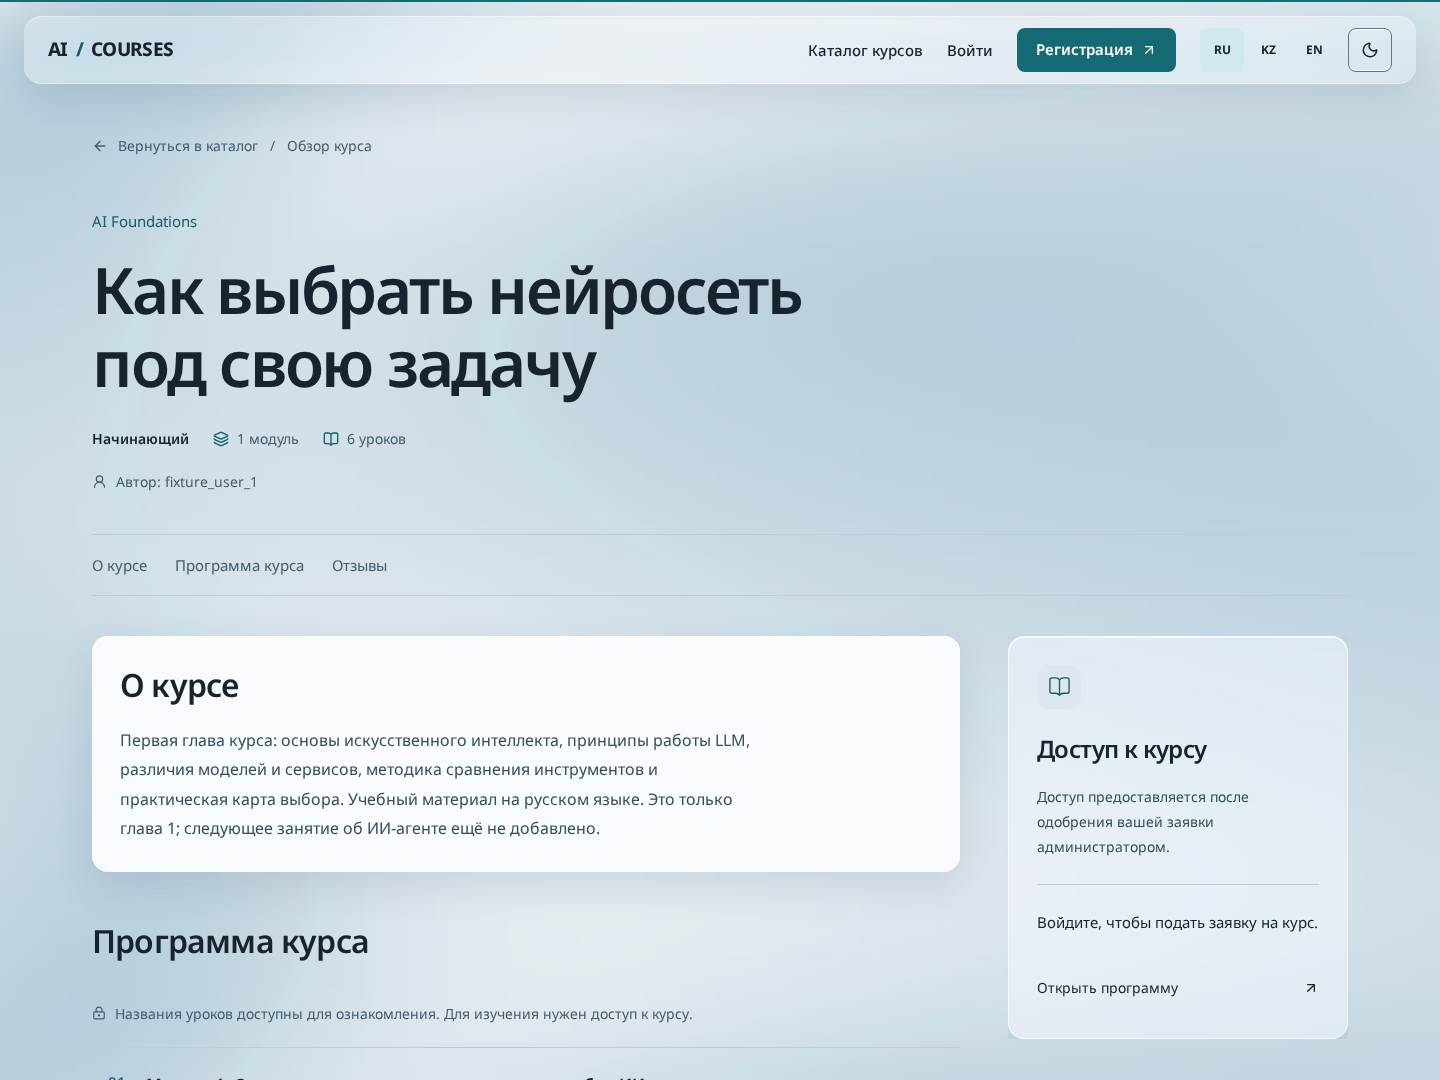 AI / COURSES
Каталог курсов
Войти
Регистрация
RU
KZ
EN
Вернуться в каталог / Обзор курса
AI Foundations
Как выбрать нейросеть
под свою задачу
Начинающий
1 модуль
6 уроков
Автор: fixture_user_1
О курсе
Программа курса
Отзывы
О курсе
Первая глава курса: основы искусственного интеллекта, принципы работы LLM,
различия моделей и сервисов, методика сравнения инструментов и
практическая карта выбора. Учебный материал на русском языке. Это только
глава 1; следующее занятие об ИИ-агенте ещё не добавлено.
Доступ к курсу
Доступ предоставляется после
одобрения вашей заявки
администратором.
Войдите, чтобы подать заявку на курс.
Открыть программу
Программа курса
Названия уроков доступны для ознакомления. Для изучения нужен доступ к курсу.